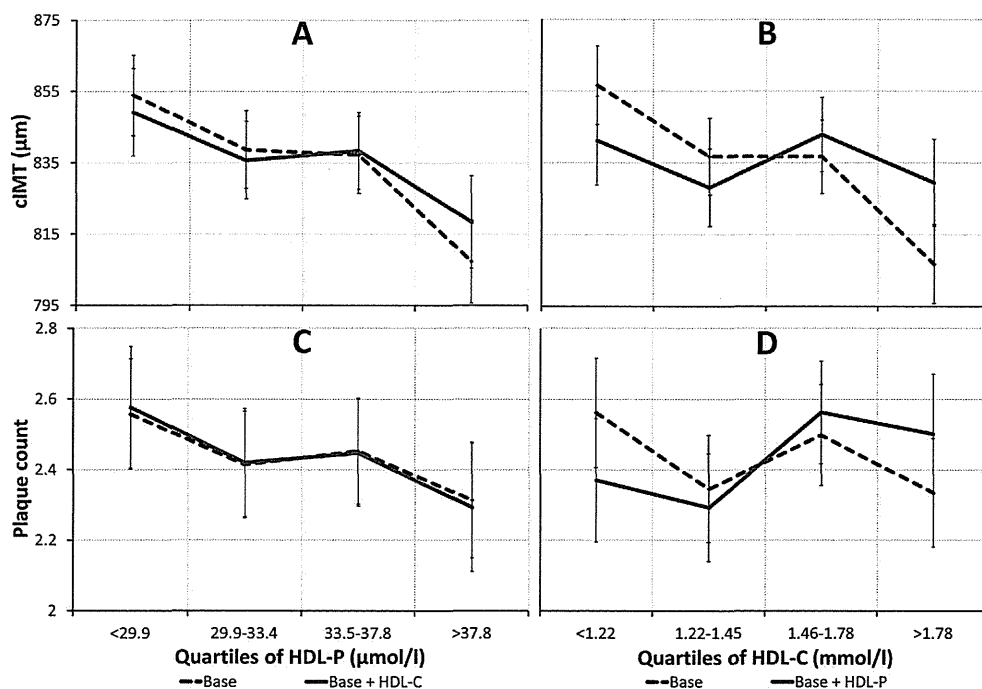 875
855
835
815
795
cIMT (µm)
A
B
2.8
2.6
2.4
2.2
2
Plaque count
C
D
<29.9 29.9-33.4 33.5-37.8 >37.8
<1.22 1.22-1.45 1.46-1.78 >1.78
Quartiles of HDL-P (µmol/l)
Quartiles of HDL-C (mmol/l)
Base Base + HDL-C
Base Base + HDL-P